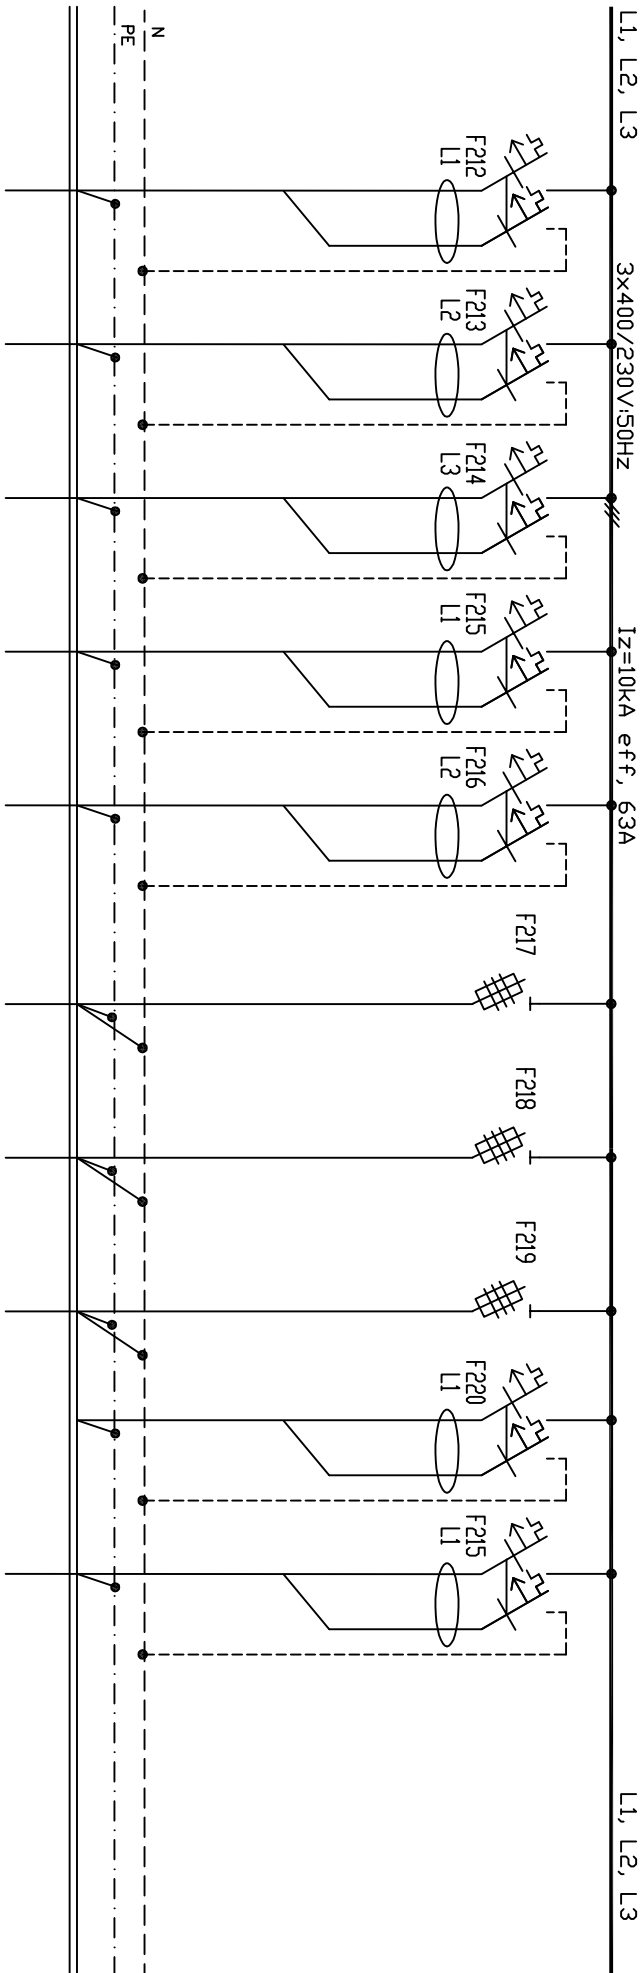 L1, L2, L3
3x400/230V;50Hz
Iz=10kA eff, 63A
L1, L2, L3
F212
L1
F213
L2
F214
L3
F215
L1
F216
L2
F217
F218
F219
F220
L1
F215
L1
N
PE